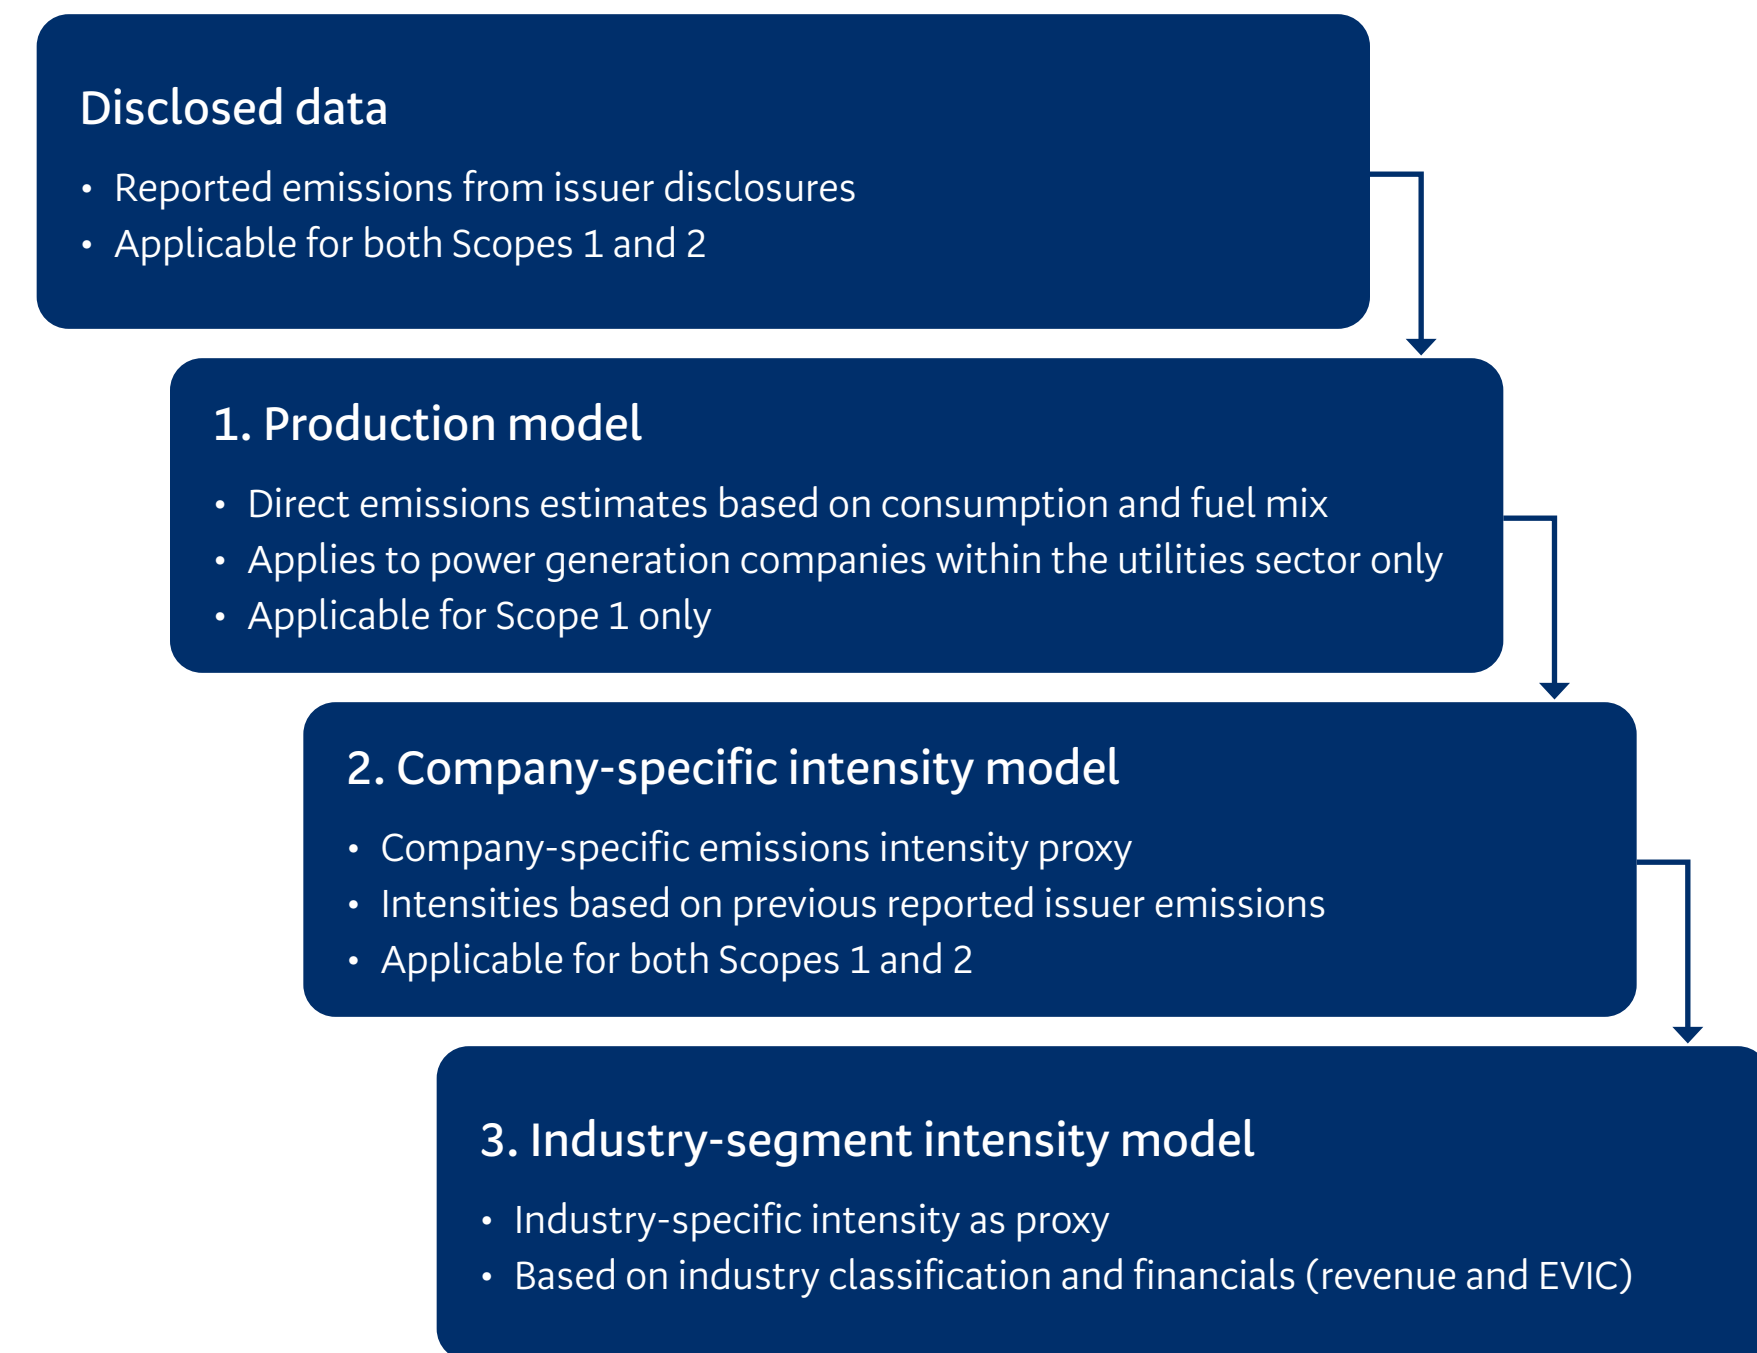 Disclosed data
• Reported emissions from issuer disclosures
• Applicable for both Scopes 1 and 2
1. Production model
• Direct emissions estimates based on consumption and fuel mix
• Applies to power generation companies within the utilities sector only
• Applicable for Scope 1 only
2. Company-specific intensity model
• Company-specific emissions intensity proxy
• Intensities based on previous reported issuer emissions
• Applicable for both Scopes 1 and 2
3. Industry-segment intensity model
• Industry-specific intensity as proxy
• Based on industry classification and financials (revenue and EVIC)